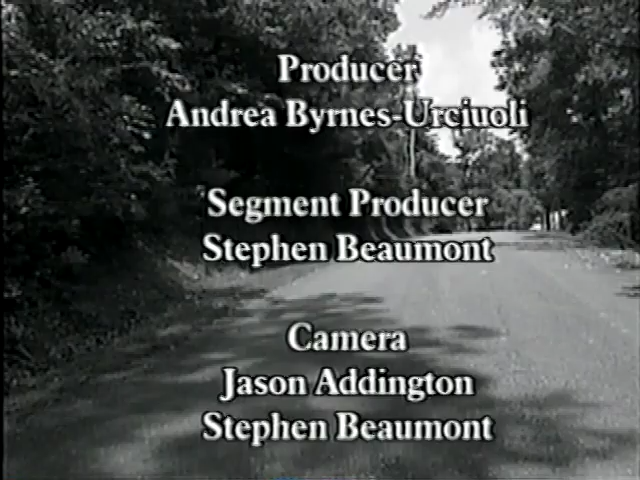 Producer
Andrea Byrnes-Urciuoli
Segment Producer
Stephen Beaumont
Camera
Jason Addington
Stephen Beaumont